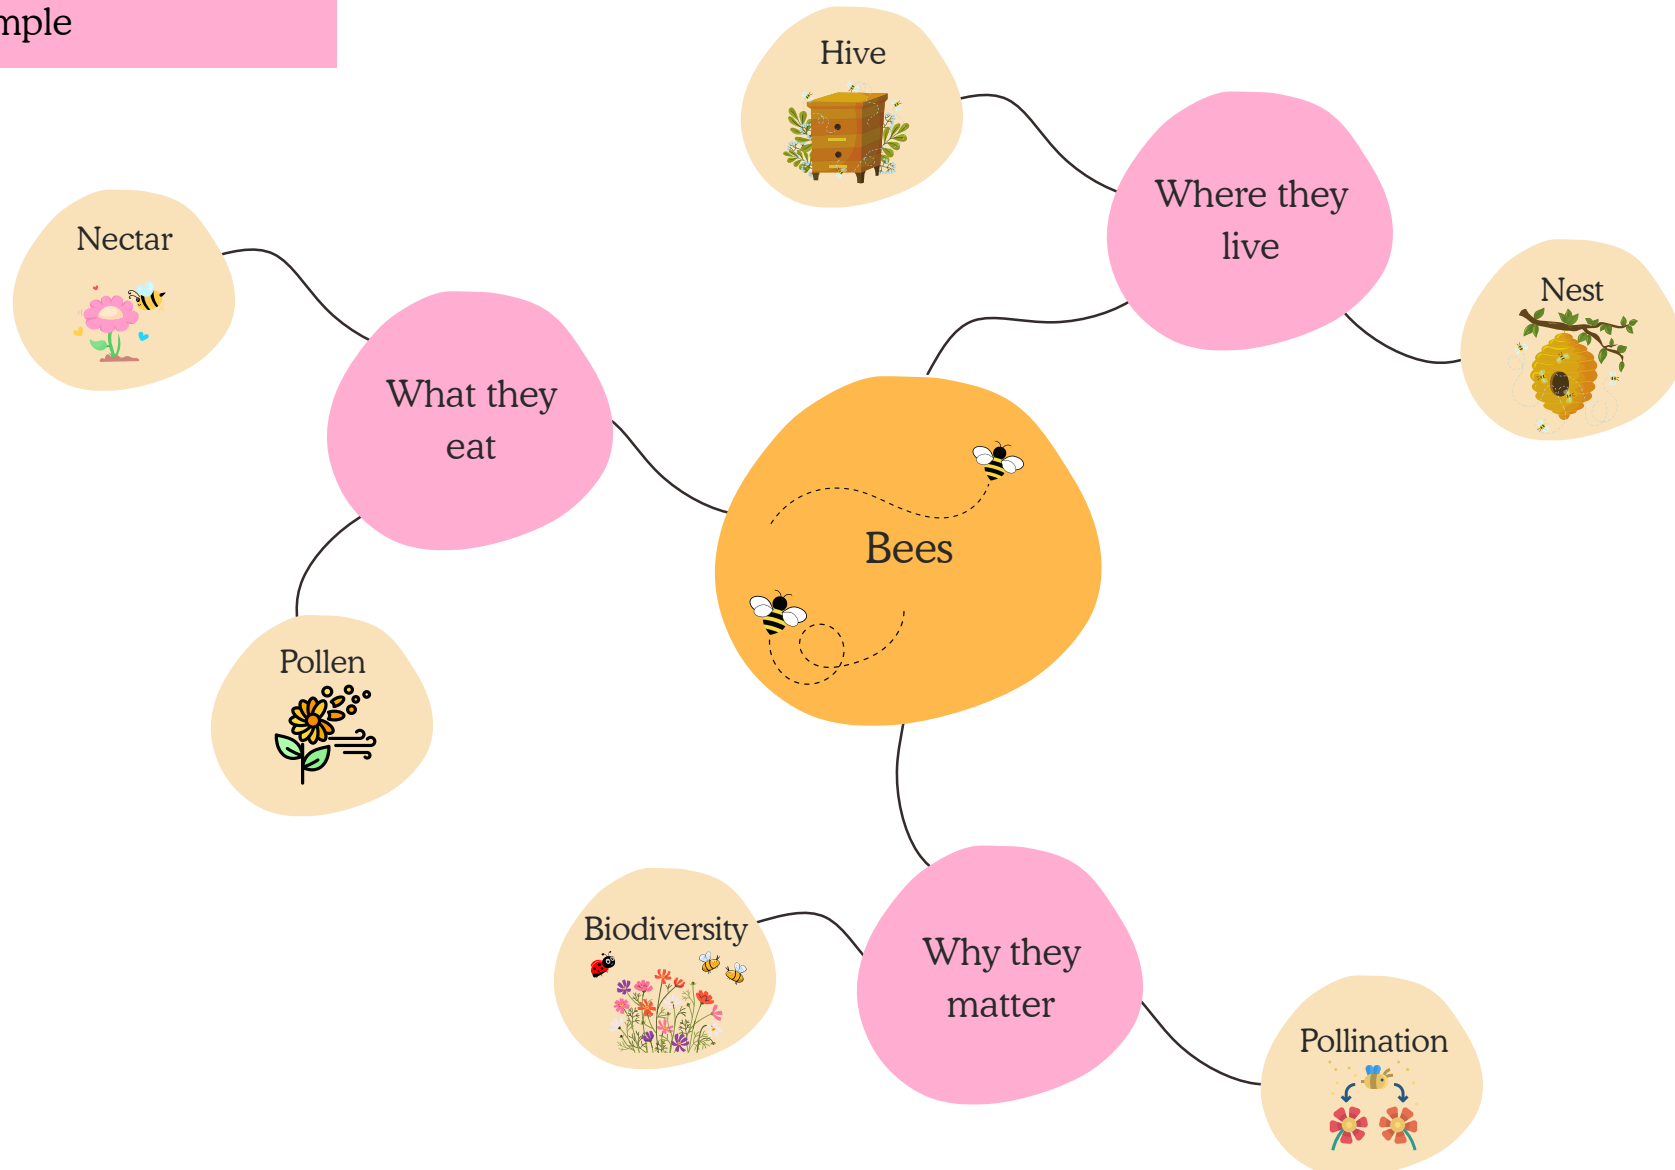 mple
Hive
Where they
live
Nest
Nectar
What they
eat
Pollen
Bees
Biodiversity
Why they
matter
Pollination